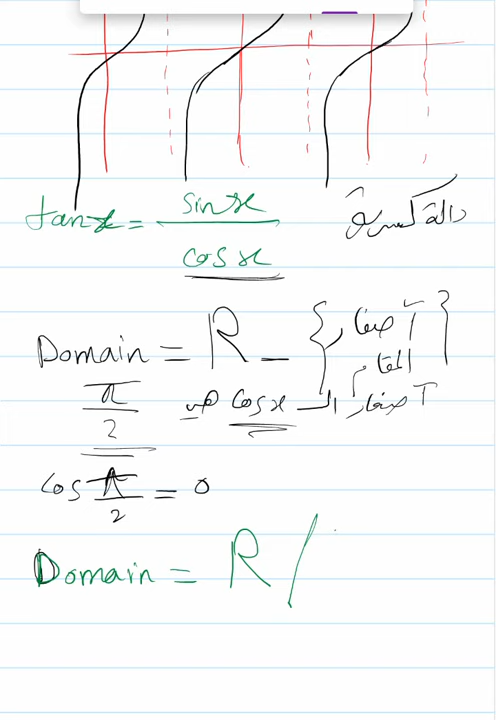 tan x = sin x / cos x دالة كسرية
Domain = R - { أصفار المقام }
π/2 أصفار الـ cos x هي
cos π/2 = 0
Domain = R /